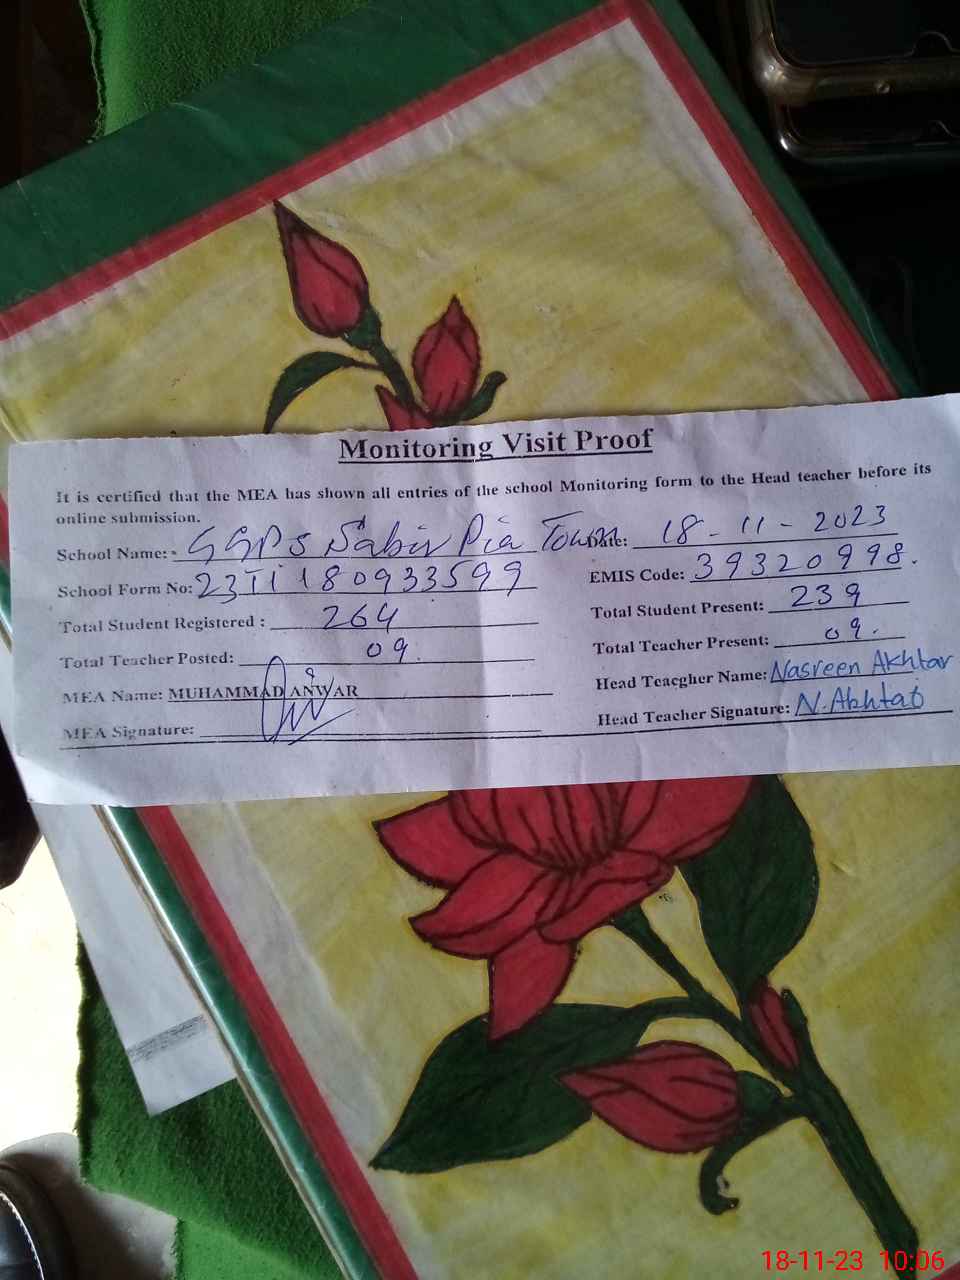 Monitoring Visit Proof
It is certified that the MEA has shown all entries of the school Monitoring form to the Head teacher before its
online submission.
School Name:- GGPS Sabir Pia Town Date: 18-11-2023
School Form No: 2311180933599 EMIS Code: 39320998.
Total Student Registered : 264 Total Student Present: 239
Total Teacher Posted: 09. Total Teacher Present: 09.
MEA Name: MUHAMMAD ANWAR Head Teacgher Name: Nasreen Akhtar
MEA Signature: Head Teacher Signature: N.Akhtar
18-11-23 10:06